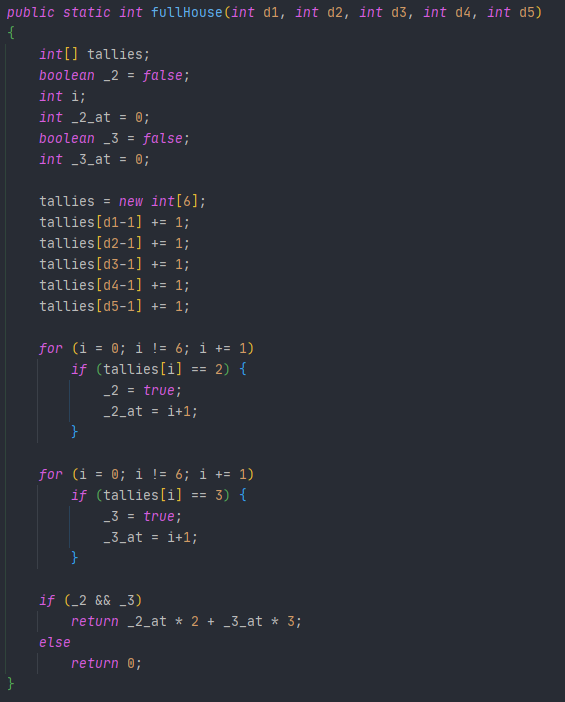 public static int fullHouse(int d1, int d2, int d3, int d4, int d5)
{
    int[] tallies;
    boolean _2 = false;
    int i;
    int _2_at = 0;
    boolean _3 = false;
    int _3_at = 0;

    tallies = new int[6];
    tallies[d1-1] += 1;
    tallies[d2-1] += 1;
    tallies[d3-1] += 1;
    tallies[d4-1] += 1;
    tallies[d5-1] += 1;

    for (i = 0; i != 6; i += 1)
        if (tallies[i] == 2) {
            _2 = true;
            _2_at = i+1;
        }

    for (i = 0; i != 6; i += 1)
        if (tallies[i] == 3) {
            _3 = true;
            _3_at = i+1;
        }

    if (_2 && _3)
        return _2_at * 2 + _3_at * 3;
    else
        return 0;
}